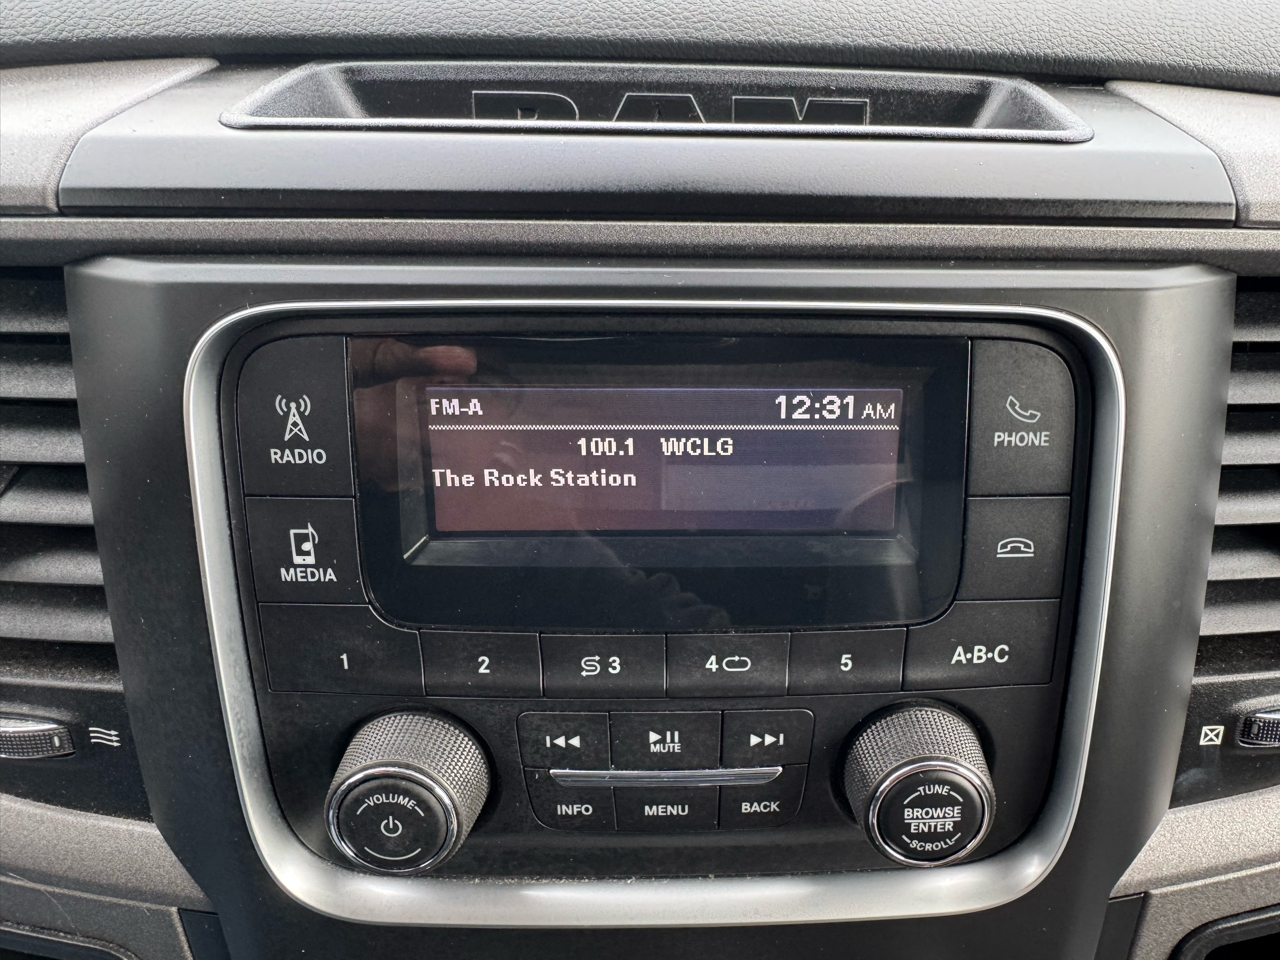 RAM
FM-A 12:31 AM
100.1 WCLG
The Rock Station
RADIO
MEDIA
PHONE
1 2 3 4 5 A•B•C
MUTE
INFO MENU BACK
VOLUME
TUNE
BROWSE
ENTER
SCROLL